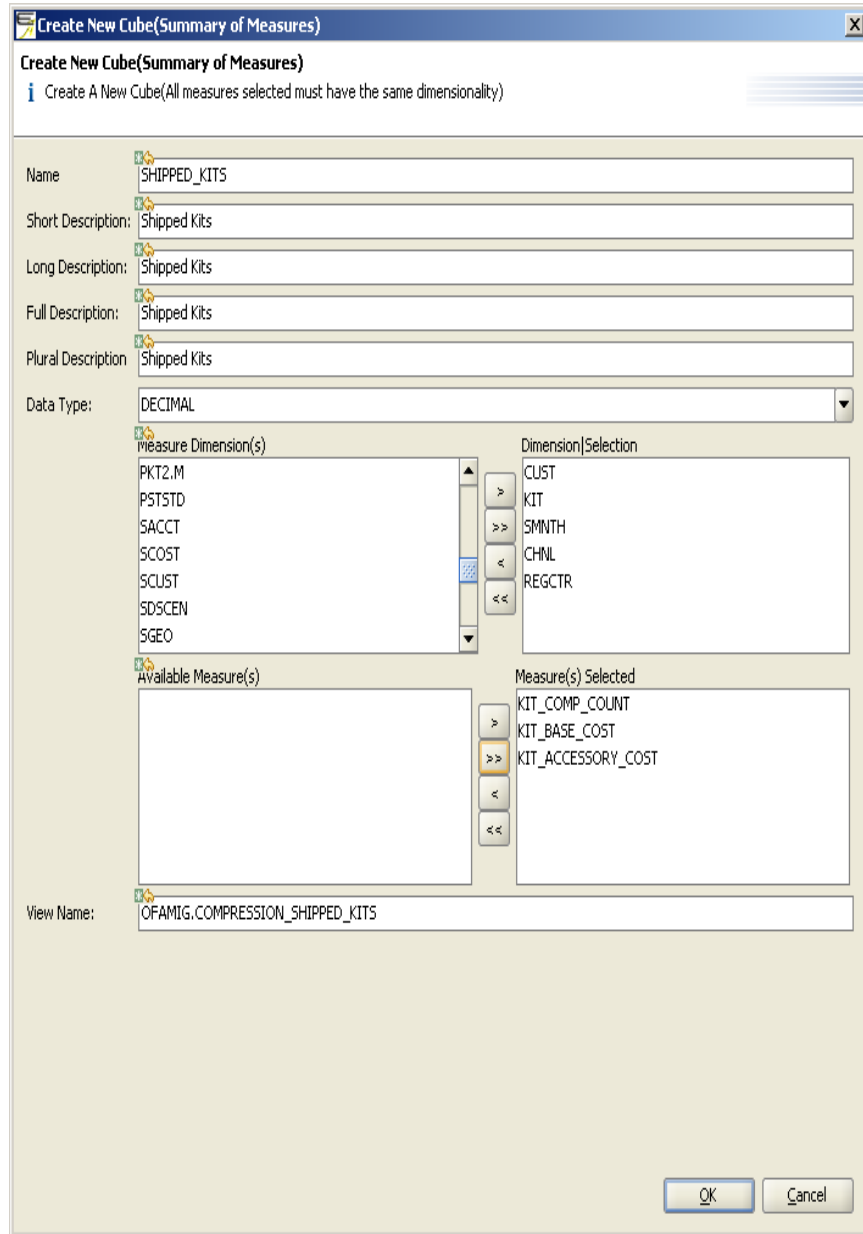 Create New Cube(Summary of Measures)
Create New Cube(Summary of Measures)
i Create A New Cube(All measures selected must have the same dimensionality)
Name SHIPPED_KITS
Short Description: Shipped Kits
Long Description: Shipped Kits
Full Description: Shipped Kits
Plural Description Shipped Kits
Data Type: DECIMAL
Measure Dimension(s)
PKT2.M
PSTSTD
SACCT
SCOST
SCUST
SDSCEN
SGEO
>
>>
<
<<
Dimension|Selection
CUST
KIT
SMNTH
CHNL
REGCTR
Available Measure(s)
>
>>
<
<<
Measure(s) Selected
KIT_COMP_COUNT
KIT_BASE_COST
KIT_ACCESSORY_COST
View Name: OFAMIG.COMPRESSION_SHIPPED_KITS
OK Cancel